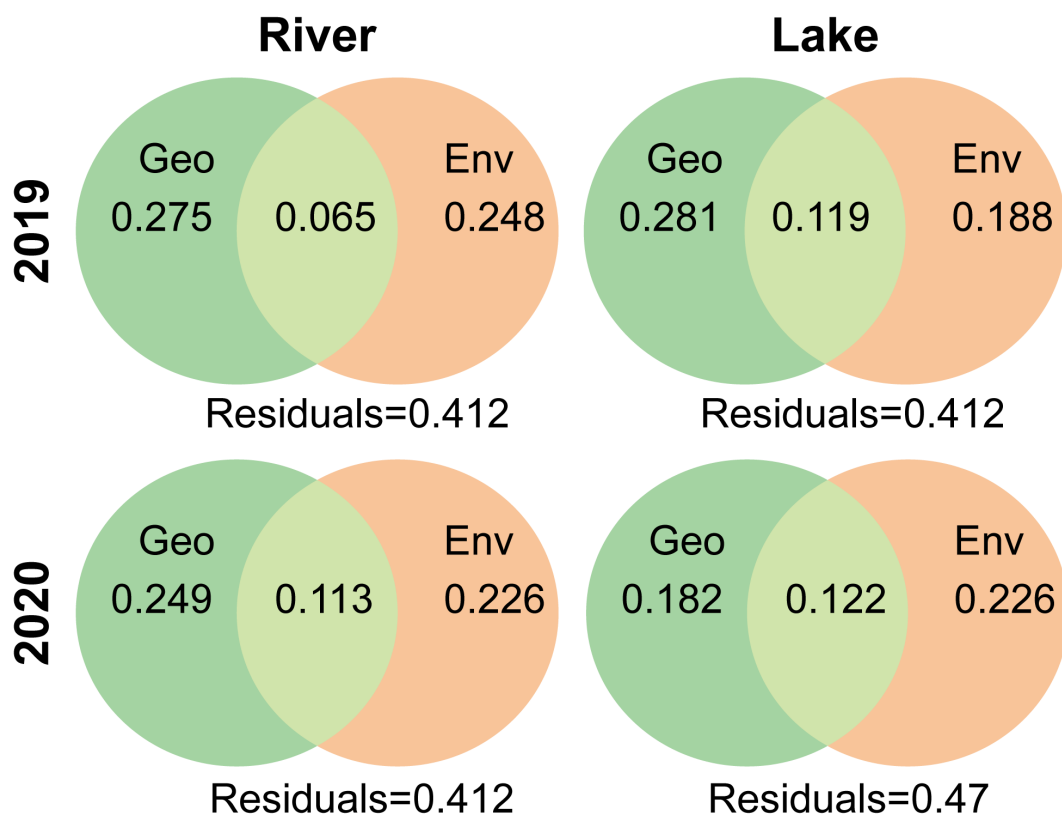 River Lake
2019
Geo Env Geo Env
0.275 0.065 0.248 0.281 0.119 0.188
Residuals=0.412 Residuals=0.412
2020
Geo Env Geo Env
0.249 0.113 0.226 0.182 0.122 0.226
Residuals=0.412 Residuals=0.47